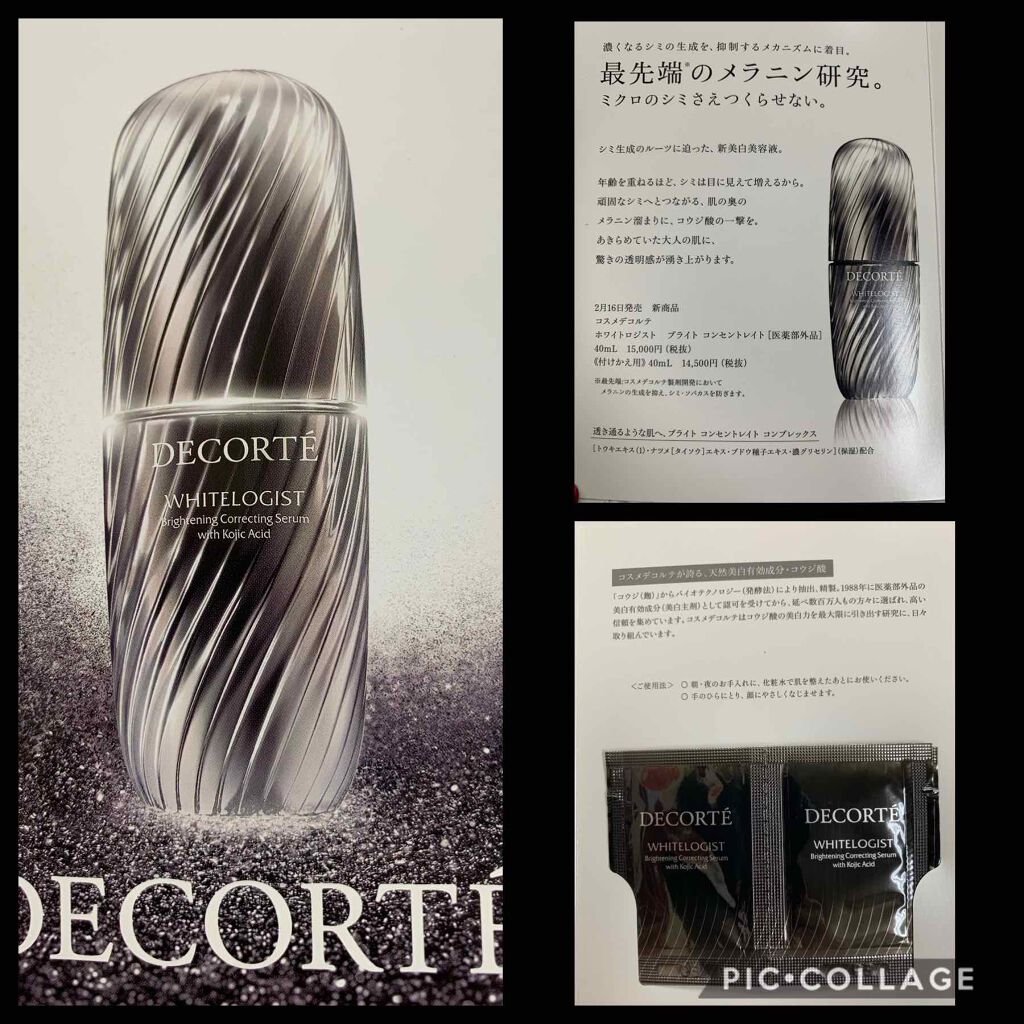 DECORTÉ
WHITELOGIST
Brightening Correcting Serum
with Kojic Acid
DECORTÉ
濃くなるシミの生成を、抑制するメカニズムに着目。
最先端※のメラニン研究。
ミクロのシミさえつくらせない。
シミ生成のルーツに迫った、新美白美容液。
年齢を重ねるほど、シミは目に見えて増えるから。
頑固なシミへとつながる、肌の奥の
メラニン溜まりに、コウジ酸の一撃を。
あきらめていた大人の肌に、
驚きの透明感が湧き上がります。
2月16日発売 新商品
コスメデコルテ
ホワイトロジスト ブライト コンセントレイト [医薬部外品]
40mL 15,000円(税抜)
《付けかえ用》 40mL 14,500円(税抜)
※最先端:コスメデコルテ製剤開発において
メラニンの生成を抑え、シミ・ソバカスを防ぎます。
透き通るような肌へ。ブライト コンセントレイト コンプレックス
[トウキエキス(1)・ナツメ[タイソウ]エキス・ブドウ種子エキス・濃グリセリン](保湿)配合
DECORTÉ
WHITELOGIST
コスメデコルテが誇る、天然美白有効成分・コウジ酸
「コウジ(麹)」からバイオテクノロジー(発酵法)により抽出、精製。1988年に医薬部外品の
美白有効成分(美白主剤)として認可を受けてから、延べ数百万人もの方々に選ばれ、高い
信頼を集めています。コスメデコルテはコウジ酸の美白力を最大限に引き出す研究に、日々
取り組んでいます。
<ご使用法> ○ 朝・夜のお手入れに、化粧水で肌を整えたあとにお使いください。
○ 手のひらにとり、顔にやさしくなじませます。
DECORTÉ
WHITELOGIST
Brightening Correcting Serum
with Kojic Acid
DECORTÉ
WHITELOGIST
Brightening Correcting Serum
with Kojic Acid
PIC•COLLAGE